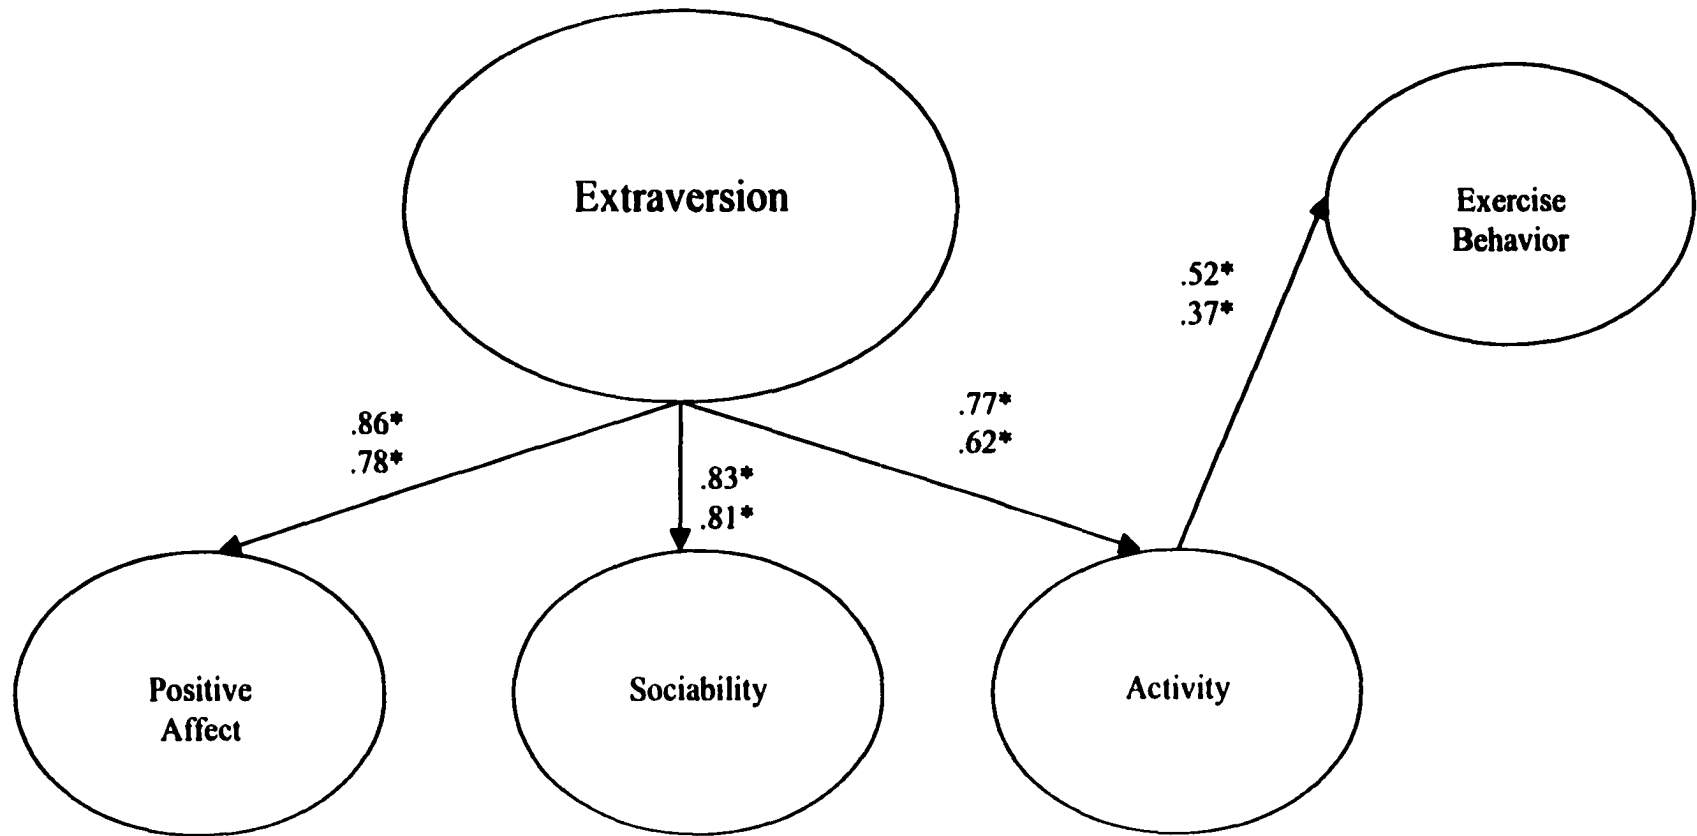 Extraversion
Exercise
Behavior
.52*
.37*
.86*
.78*
.83*
.81*
.77*
.62*
Positive
Affect
Sociability
Activity